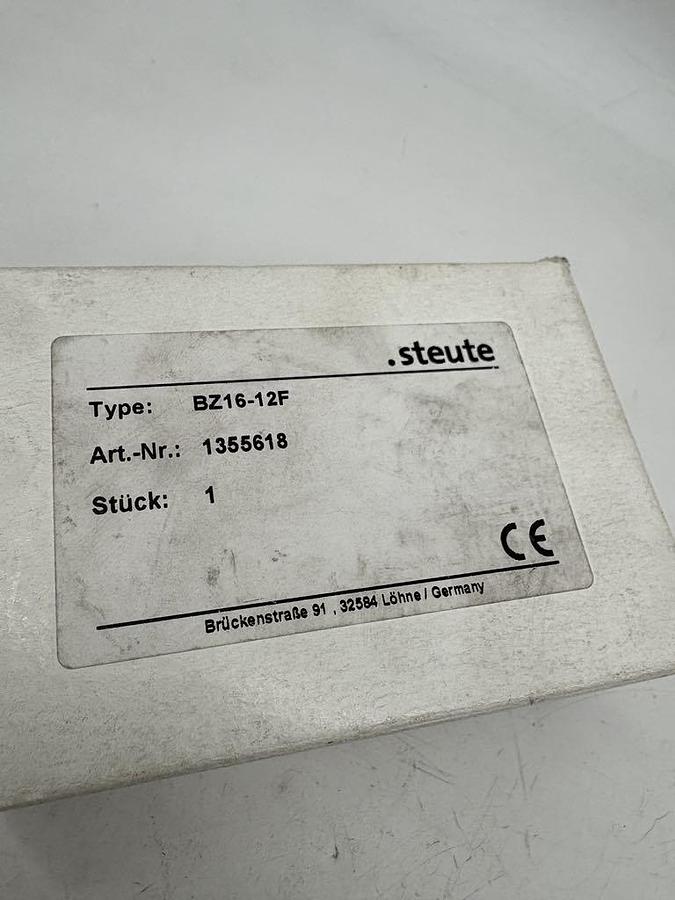 .steute
Type: BZ16-12F
Art.-Nr.: 1355618
Stück: 1
CE
Brückenstraße 91 , 32584 Löhne / Germany